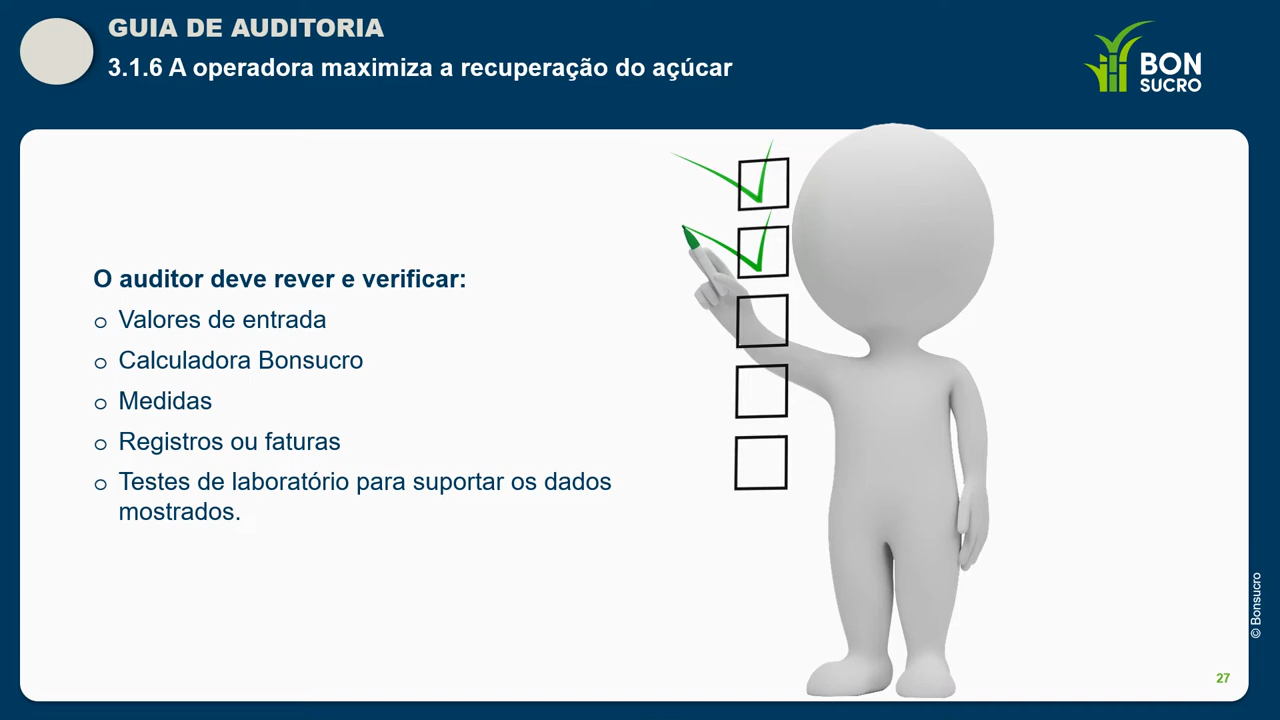 GUIA DE AUDITORIA
3.1.6 A operadora maximiza a recuperação do açúcar
BON
SUCRO
O auditor deve rever e verificar:
o Valores de entrada
o Calculadora Bonsucro
o Medidas
o Registros ou faturas
o Testes de laboratório para suportar os dados
mostrados.
© Bonsucro
27